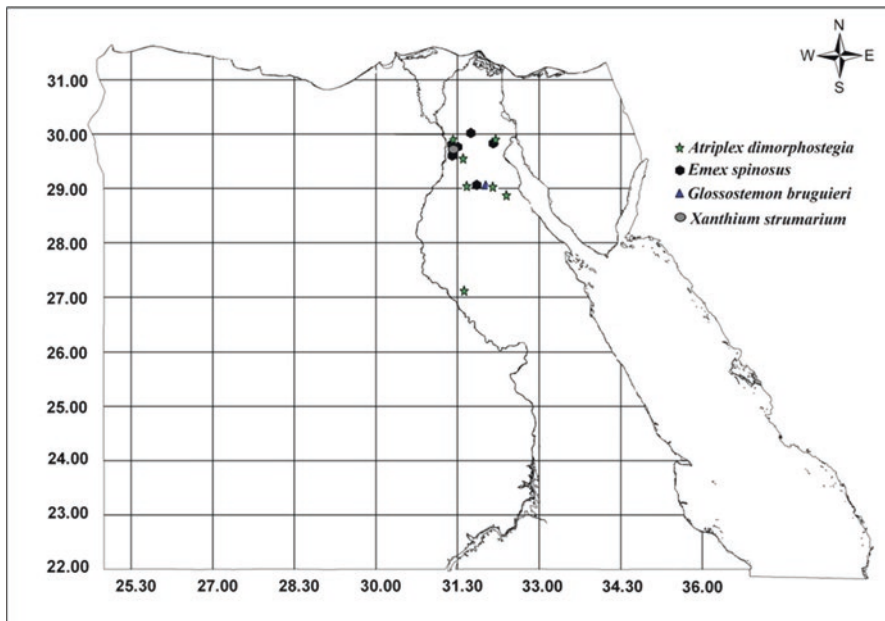 N
W E
S
31.00
30.00
29.00
28.00
27.00
26.00
25.00
24.00
23.00
22.00
Atriplex dimorphostegia
Emex spinosus
Glossostemon bruguieri
Xanthium strumarium
25.30 27.00 28.30 30.00 31.30 33.00 34.30 36.00